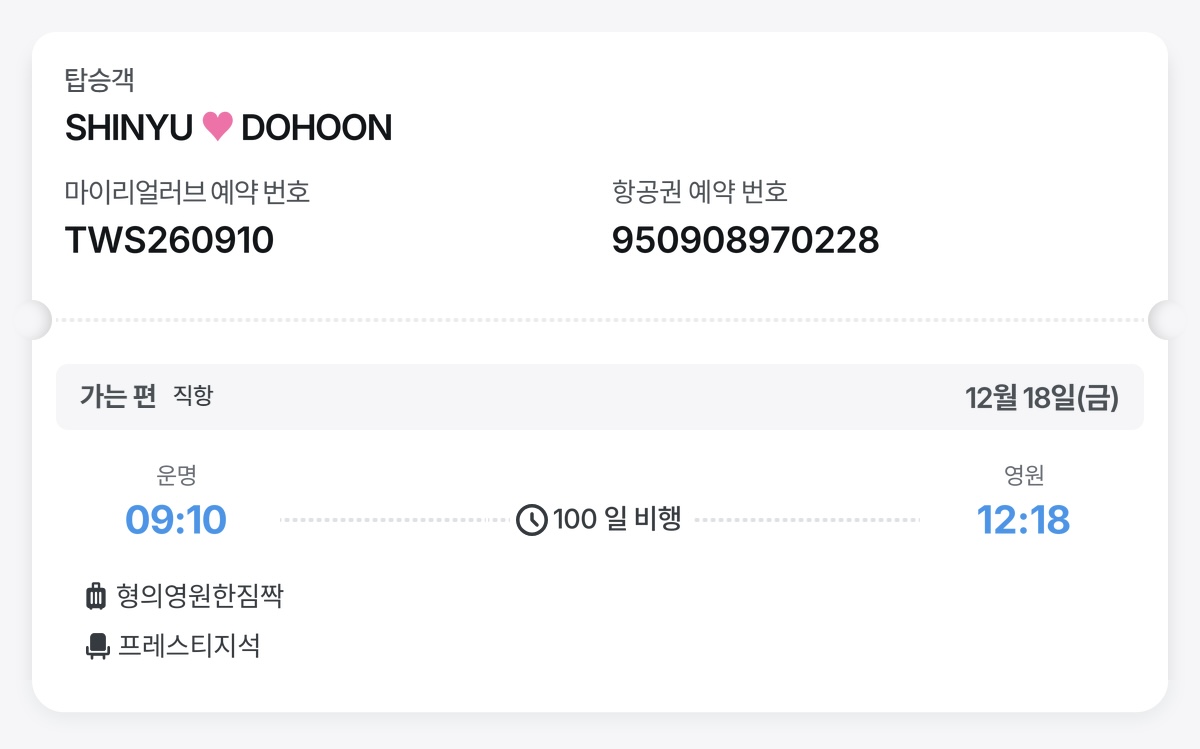 탑승객
SHINYU ♥ DOHOON
마이리얼러브 예약 번호
TWS260910
항공권 예약 번호
950908970228
가는 편 직항
12월 18일(금)
운명
09:10
100 일 비행
영원
12:18
형의영원한짐짝
프레스티지석